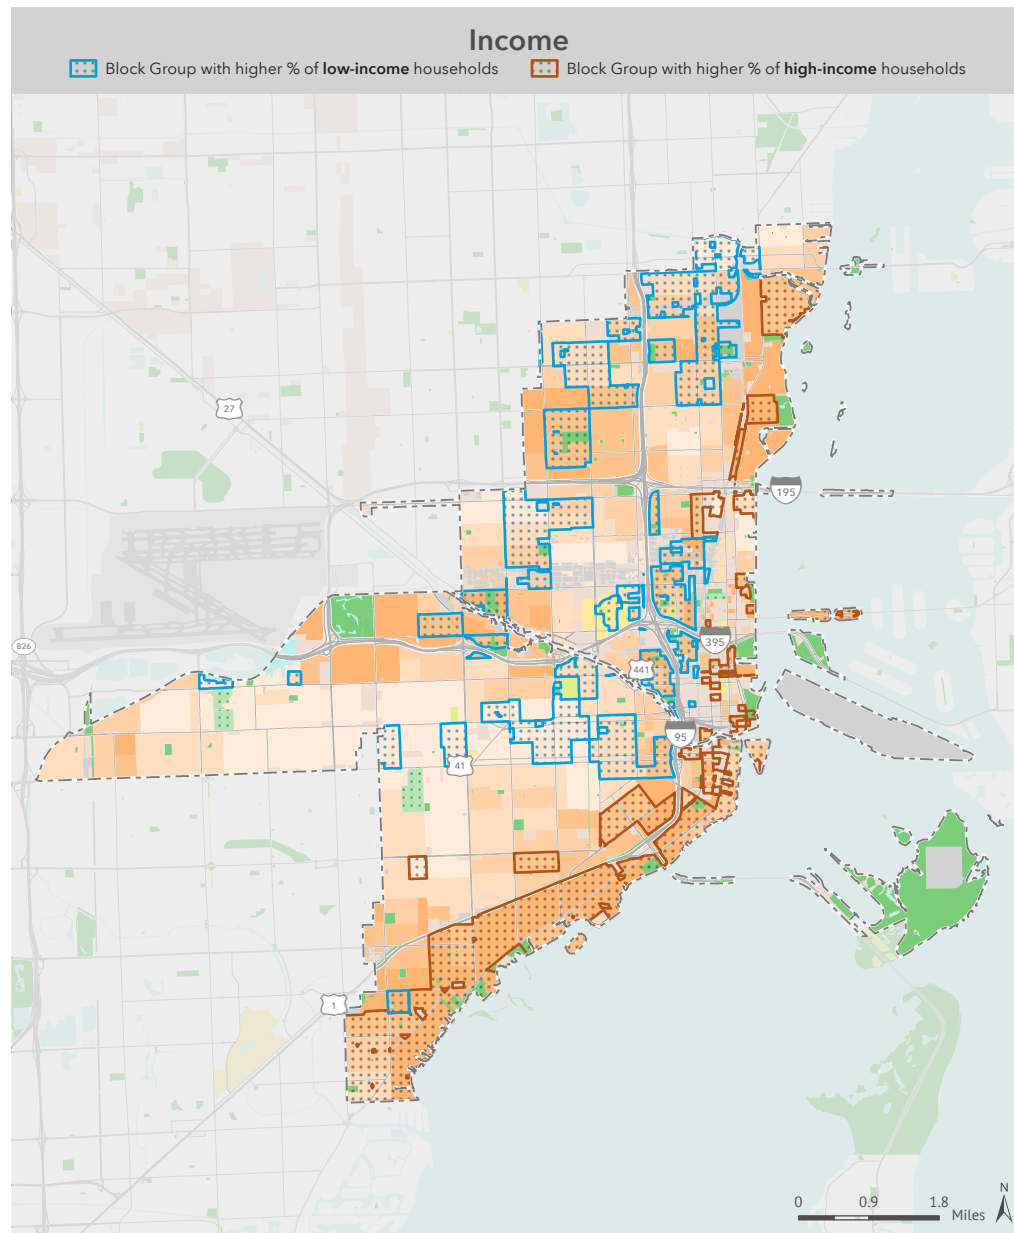 Income
Block Group with higher % of low-income households
Block Group with higher % of high-income households
27
195
826
395
441
95
41
1
0 0.9 1.8
Miles
N